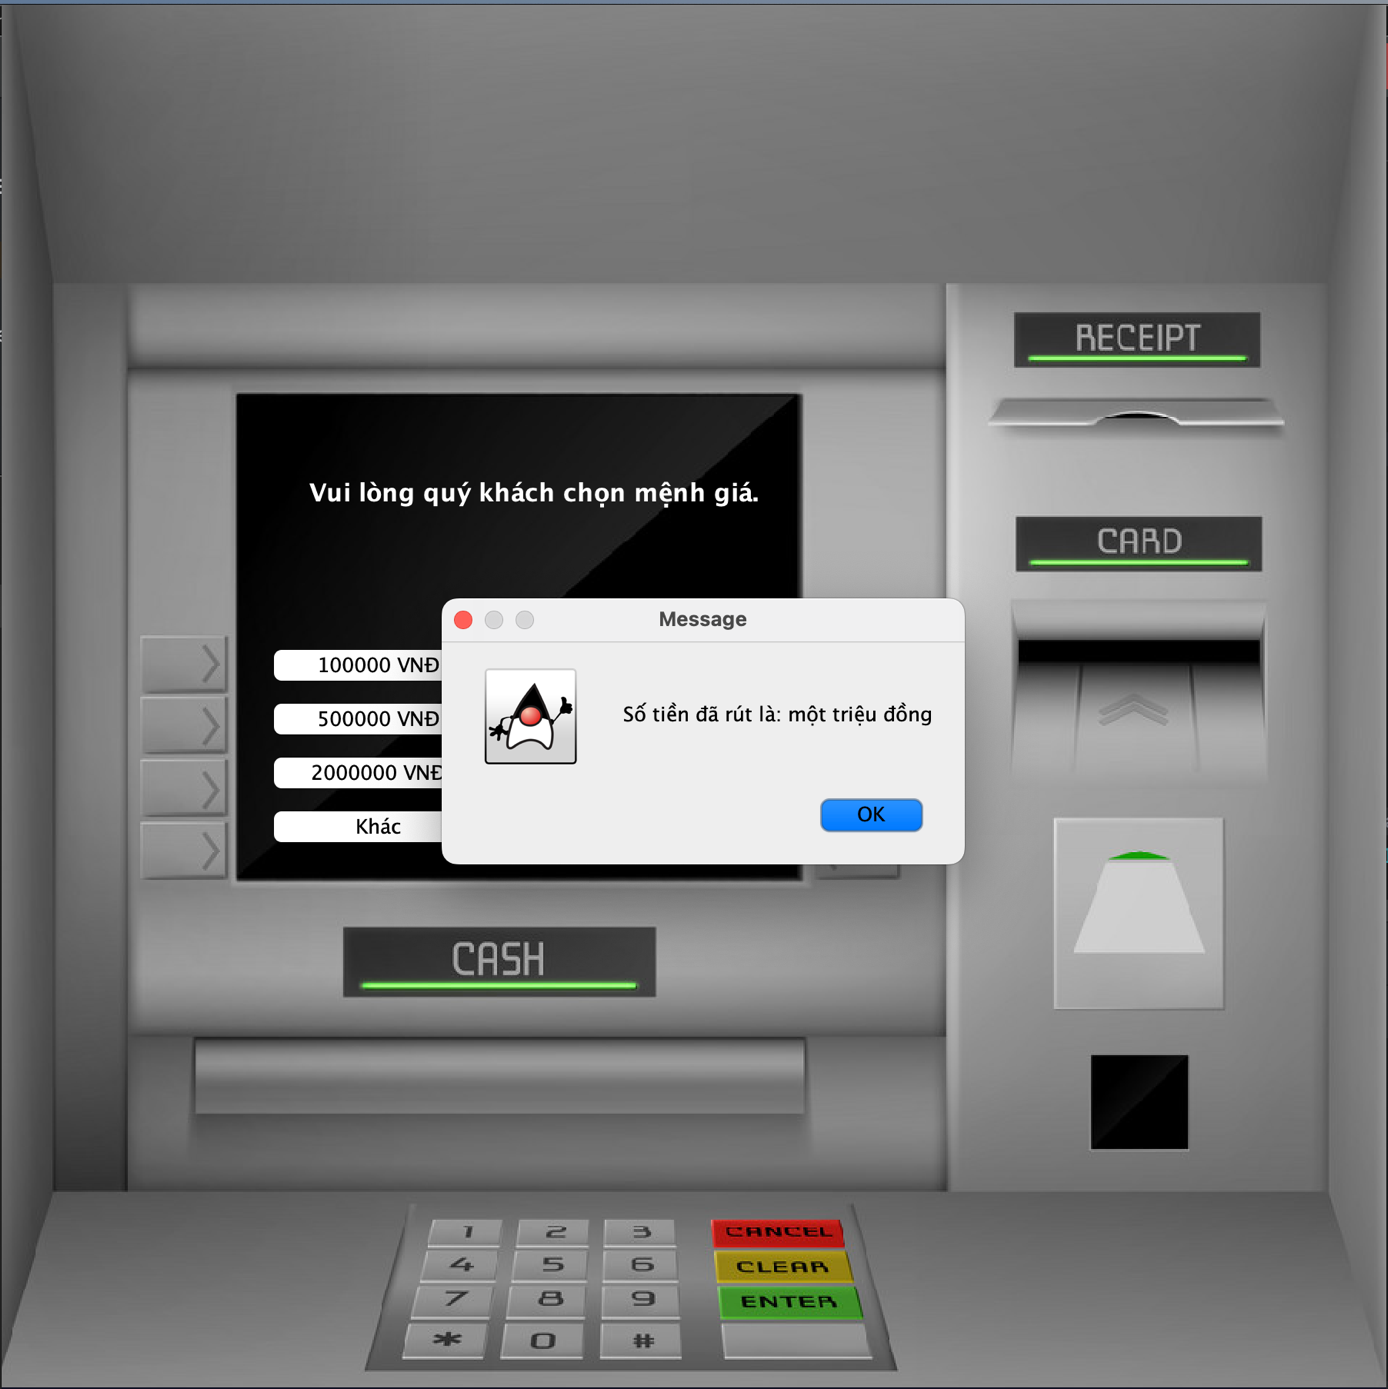 RECEIPT
Vui lòng quý khách chọn mệnh giá.
CARD
Message
100000 VNĐ
500000 VNĐ
2000000 VNĐ
Khác
Số tiền đã rút là: một triệu đồng
OK
CASH
1 2 3 CANCEL
4 5 6 CLEAR
7 8 9 ENTER
* 0 #